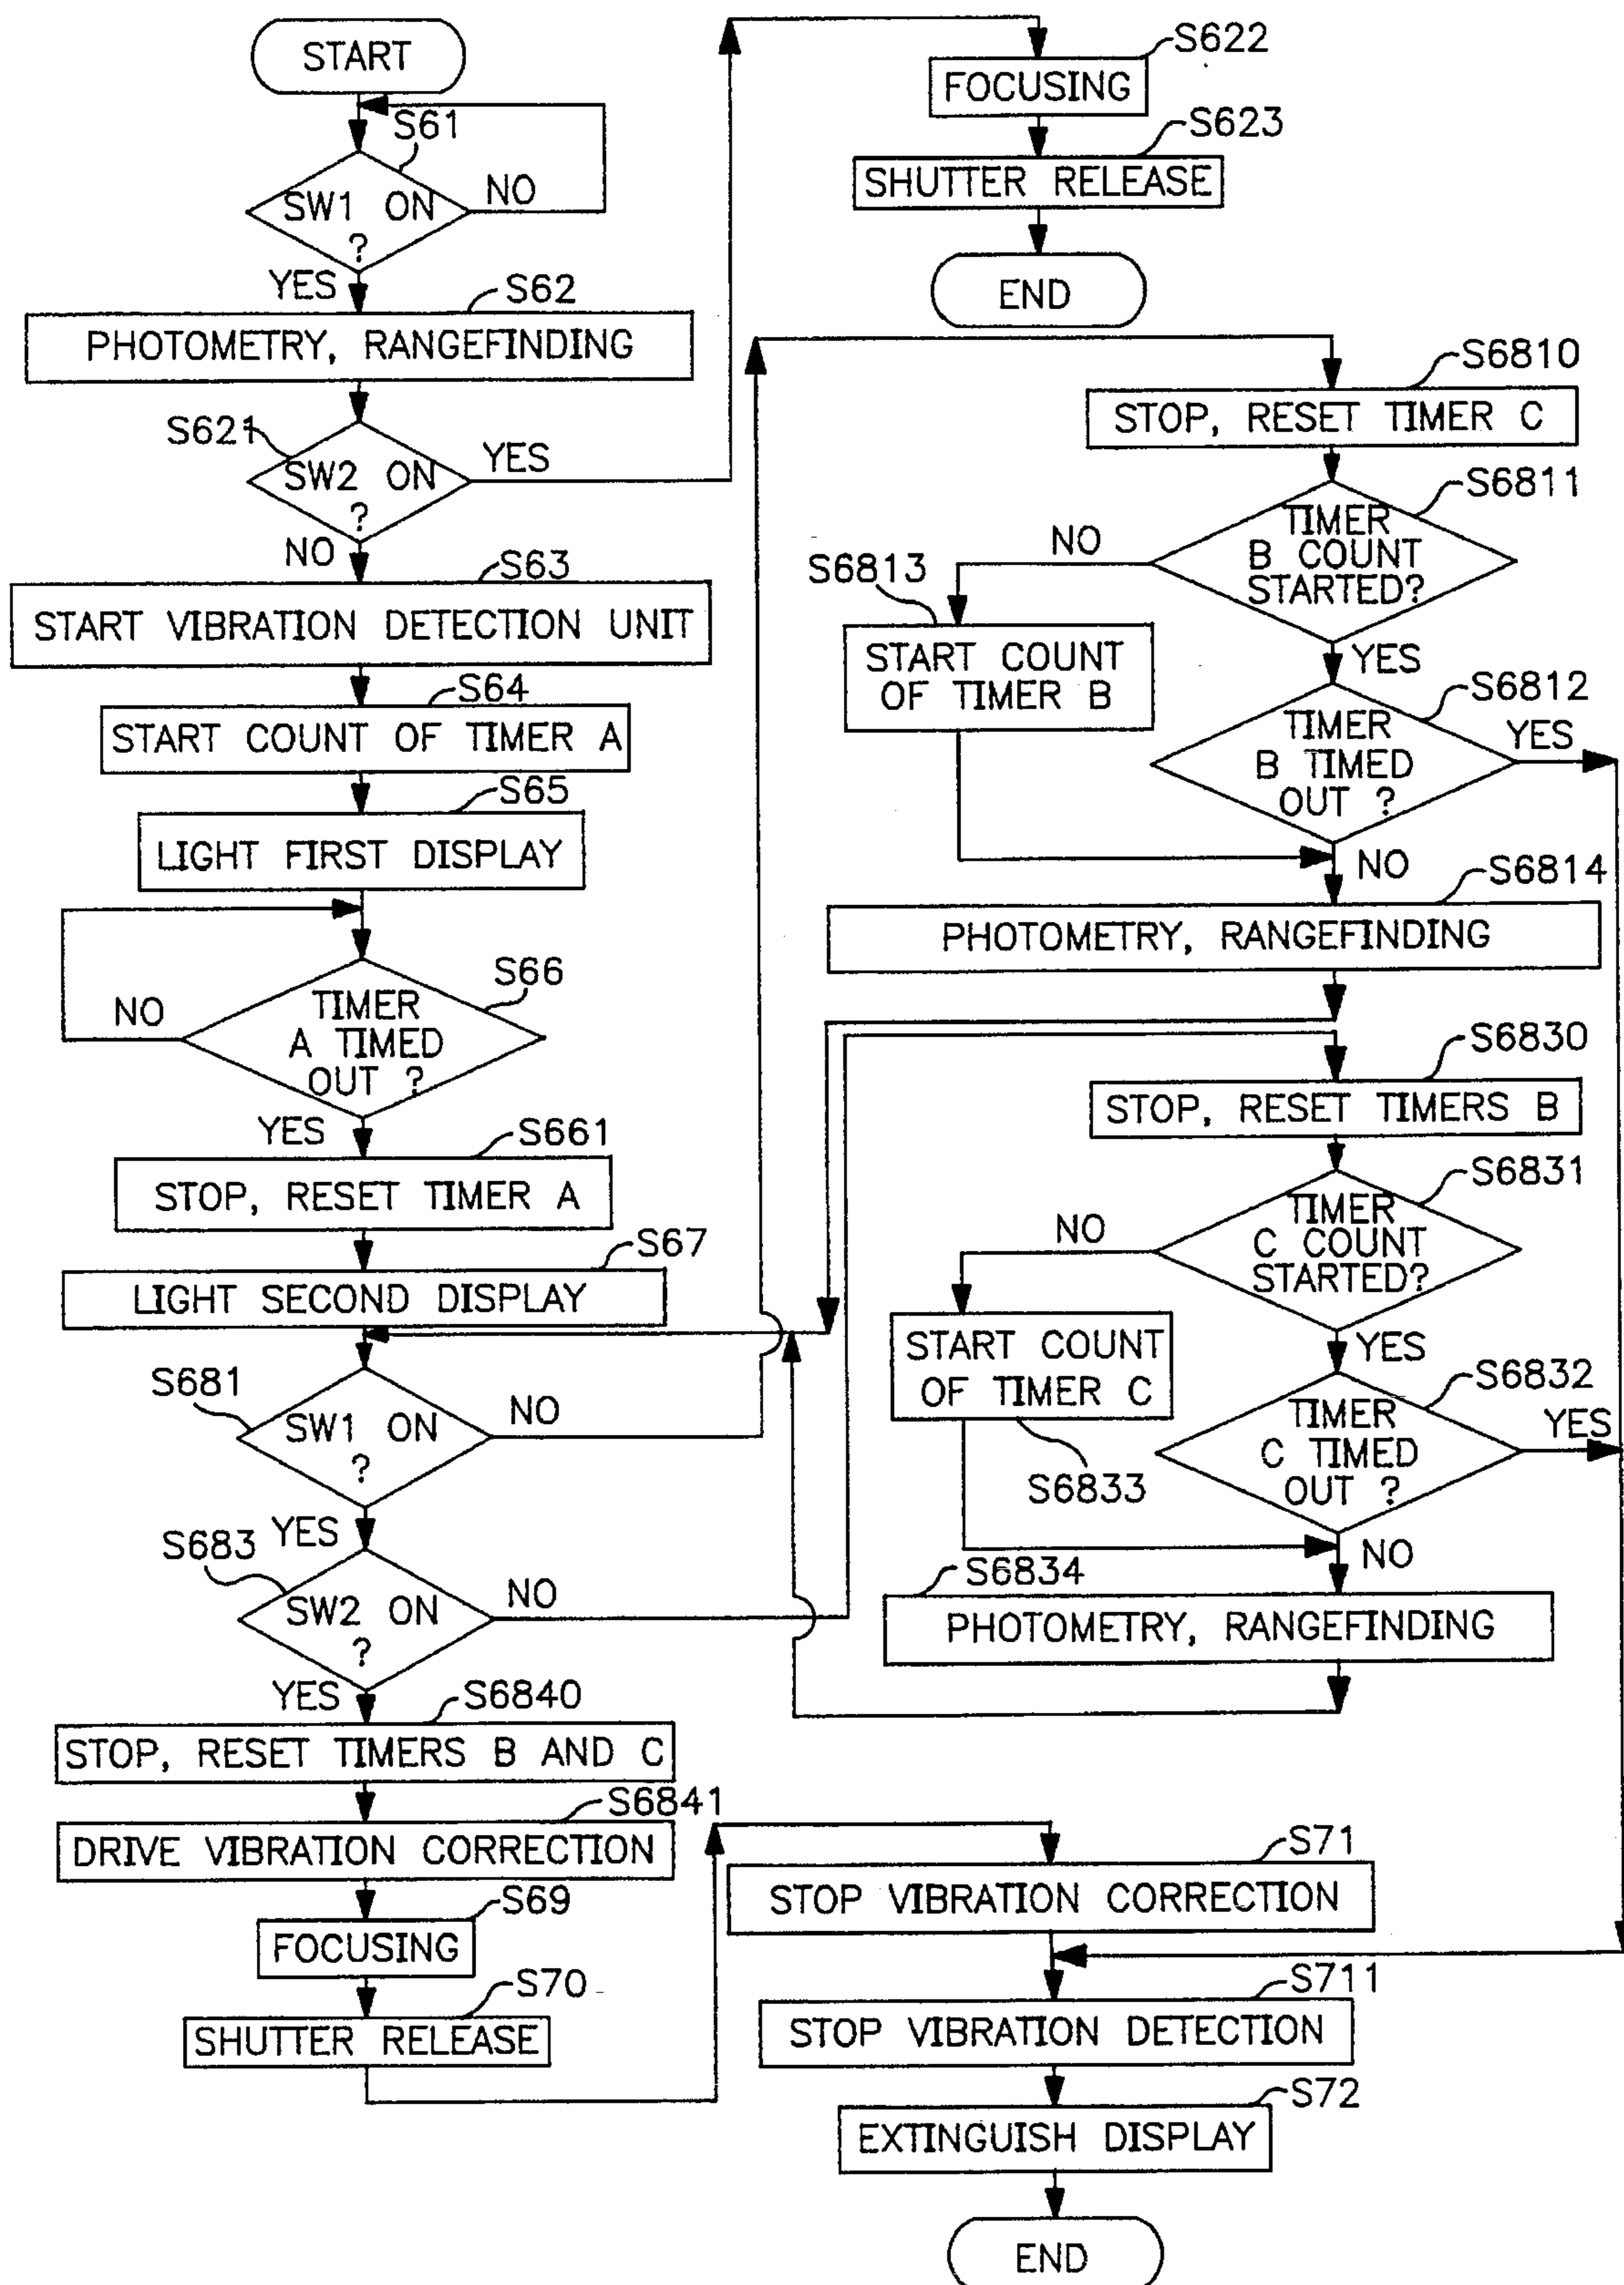 START
S61
SW1 ON
?
NO
YES
S62
PHOTOMETRY, RANGEFINDING
S621
SW2 ON
?
YES
NO
S63
START VIBRATION DETECTION UNIT
S64
START COUNT OF TIMER A
S65
LIGHT FIRST DISPLAY
S66
TIMER
A TIMED
OUT ?
NO
YES
S661
STOP, RESET TIMER A
S67
LIGHT SECOND DISPLAY
S681
SW1 ON
?
NO
YES
S683
SW2 ON
?
NO
YES
S6840
STOP, RESET TIMERS B AND C
S6841
DRIVE VIBRATION CORRECTION
S69
FOCUSING
S70
SHUTTER RELEASE
S622
FOCUSING
S623
SHUTTER RELEASE
END
S6810
STOP, RESET TIMER C
S6811
TIMER
B COUNT
STARTED?
NO
YES
S6813
START COUNT
OF TIMER B
S6812
TIMER
B TIMED
OUT ?
YES
NO
S6814
PHOTOMETRY, RANGEFINDING
S6830
STOP, RESET TIMERS B
S6831
TIMER
C COUNT
STARTED?
NO
YES
START COUNT
OF TIMER C
S6833
S6832
TIMER
C TIMED
OUT ?
YES
NO
S6834
PHOTOMETRY, RANGEFINDING
S71
STOP VIBRATION CORRECTION
S711
STOP VIBRATION DETECTION
S72
EXTINGUISH DISPLAY
END